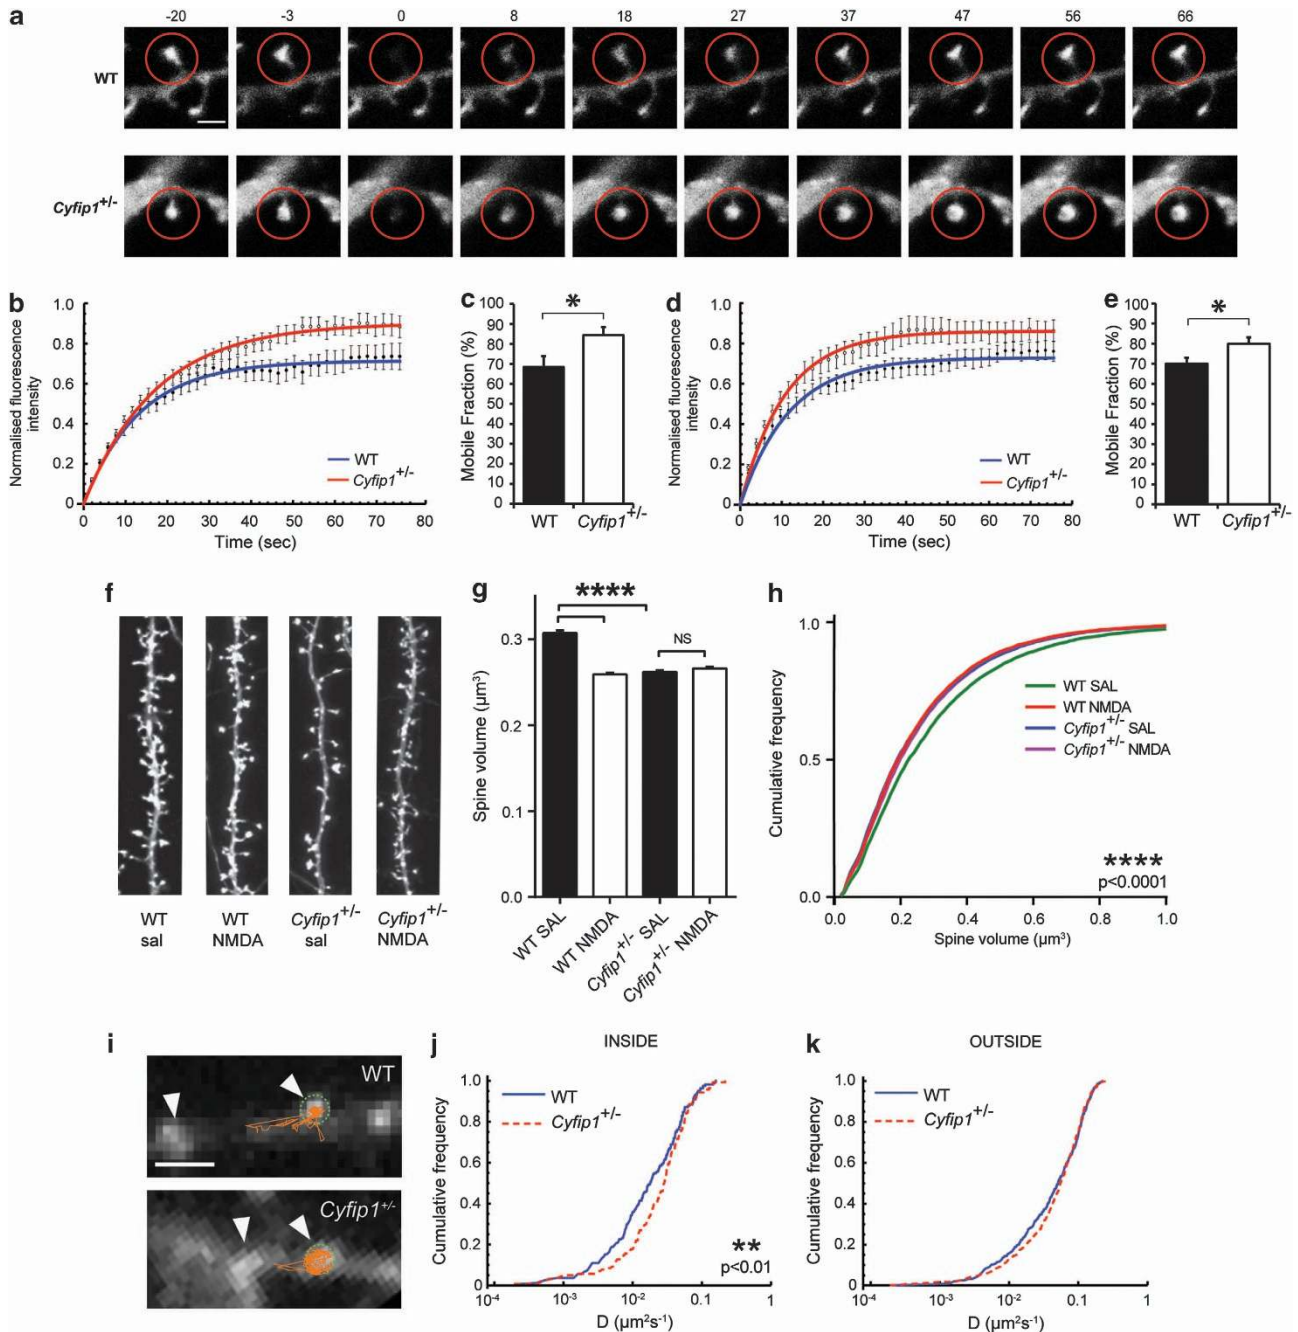 a
-20 -3 0 8 18 27 37 47 56 66
WT
Cyfip1+/-
b
Normalised fluorescence
intensity
1.0
0.8
0.6
0.4
0.2
0
0 10 20 30 40 50 60 70 80
Time (sec)
WT
Cyfip1+/-
c
Mobile Fraction (%)
100
90
80
70
60
50
40
30
20
10
0
*
WT Cyfip1+/-
d
Normalised fluorescence
intensity
1.0
0.8
0.6
0.4
0.2
0
0 10 20 30 40 50 60 70 80
Time (sec)
WT
Cyfip1+/-
e
Mobile Fraction (%)
100
90
80
70
60
50
40
30
20
10
0
*
WT Cyfip1+/-
f
WT
sal
WT
NMDA
Cyfip1+/-
sal
Cyfip1+/-
NMDA
g
Spine volume (µm³)
0.3
0.2
0.1
0.0
****
NS
WT SAL
WT NMDA
Cyfip1+/- SAL
Cyfip1+/- NMDA
h
Cumulative frequency
1.0
0.5
0.0
WT SAL
WT NMDA
Cyfip1+/- SAL
Cyfip1+/- NMDA
****
p<0.0001
0.0 0.2 0.4 0.6 0.8 1.0
Spine volume (µm³)
i
WT
Cyfip1+/-
j
INSIDE
Cumulative frequency
1.0
0.8
0.6
0.4
0.2
0
WT
Cyfip1+/-
**
p<0.01
10⁻⁴ 10⁻³ 10⁻² 0.1 1
D (µm²s⁻¹)
k
OUTSIDE
Cumulative frequency
1.0
0.8
0.6
0.4
0.2
0
WT
Cyfip1+/-
10⁻⁴ 10⁻³ 10⁻² 0.1 1
D (µm²s⁻¹)